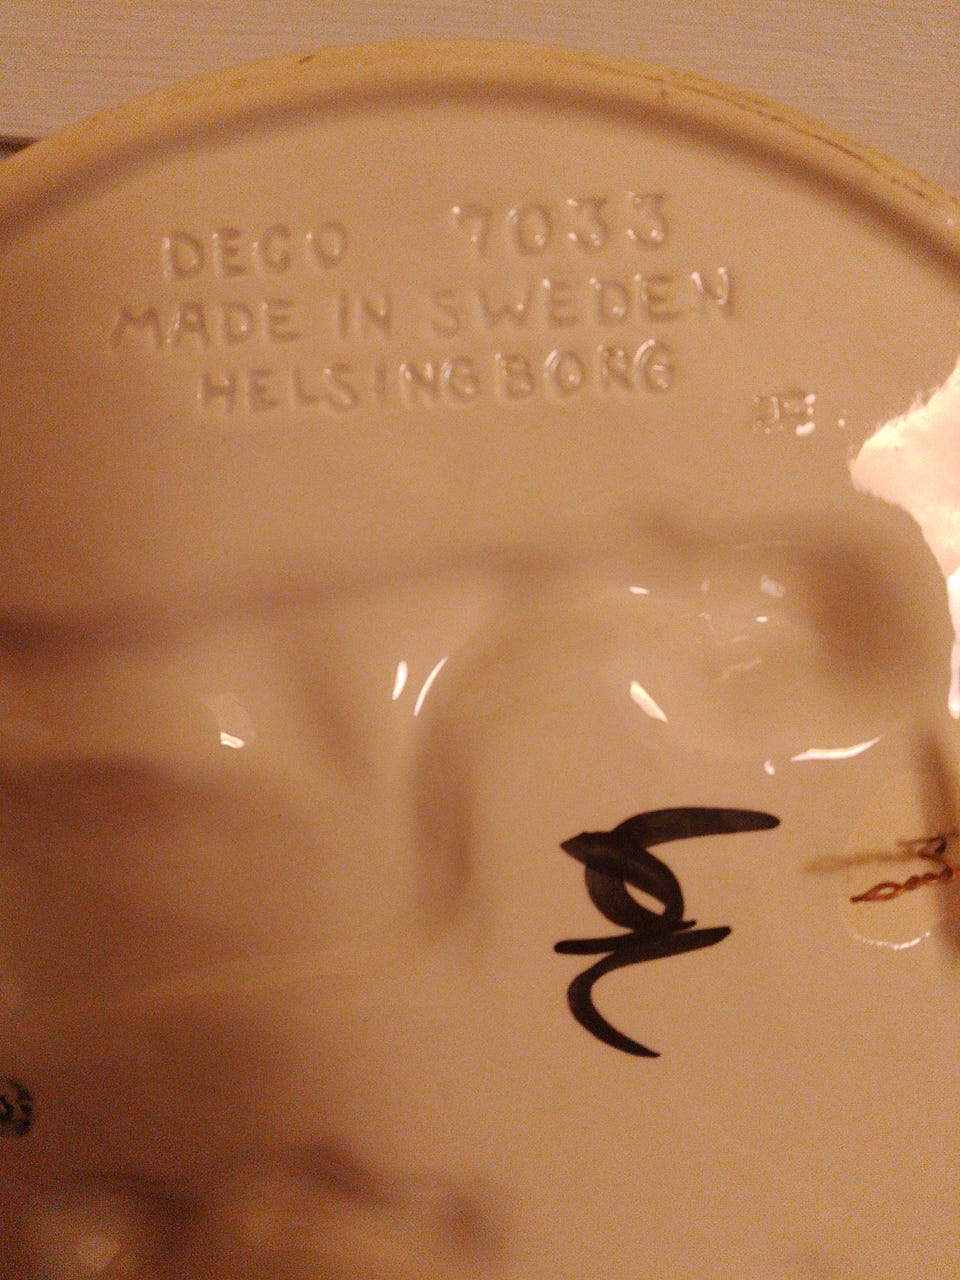 DECO 7033
MADE IN SWEDEN
HELSINGBORG